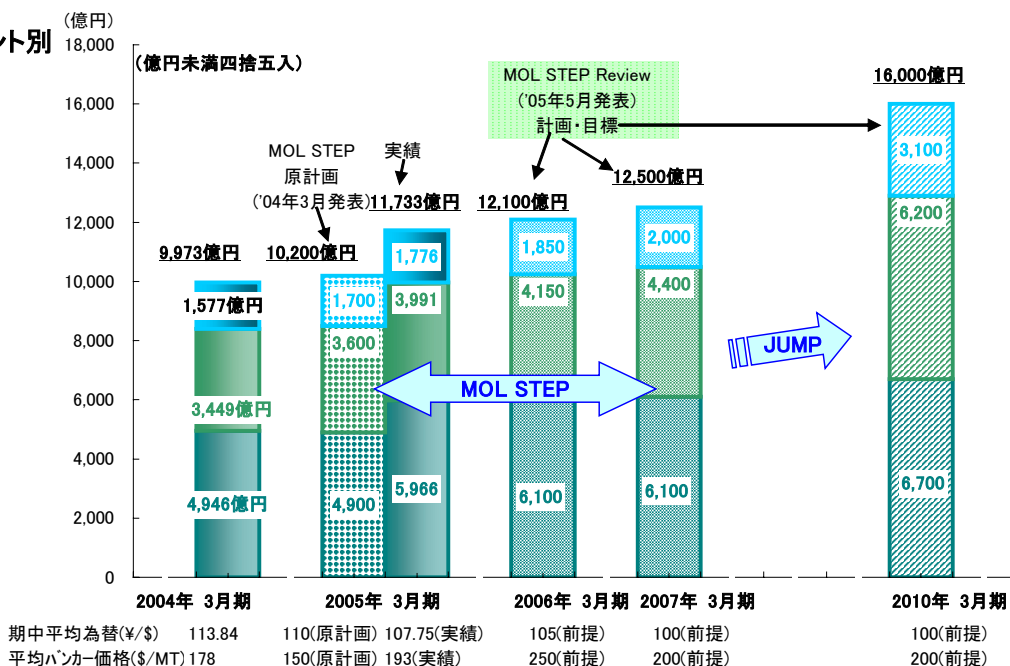 ント別
（億円）
（億円未満四捨五入）
18,000
16,000
14,000
12,000
10,000
8,000
6,000
4,000
2,000
0
MOL STEP Review
（'05年5月発表）
計画・目標
MOL STEP
原計画
（'04年3月発表）
実績
9,973億円
10,200億円
11,733億円
12,100億円
12,500億円
16,000億円
1,577億円
3,449億円
4,946億円
1,700
3,600
4,900
1,776
3,991
5,966
1,850
4,150
6,100
2,000
4,400
6,100
3,100
6,200
6,700
MOL STEP
JUMP
2004年 3月期 2005年 3月期 2006年 3月期 2007年 3月期 2010年 3月期
期中平均為替(¥/$) 113.84 110(原計画) 107.75(実績) 105(前提) 100(前提) 100(前提)
平均バンカー価格($/MT) 178 150(原計画) 193(実績) 250(前提) 200(前提) 200(前提)